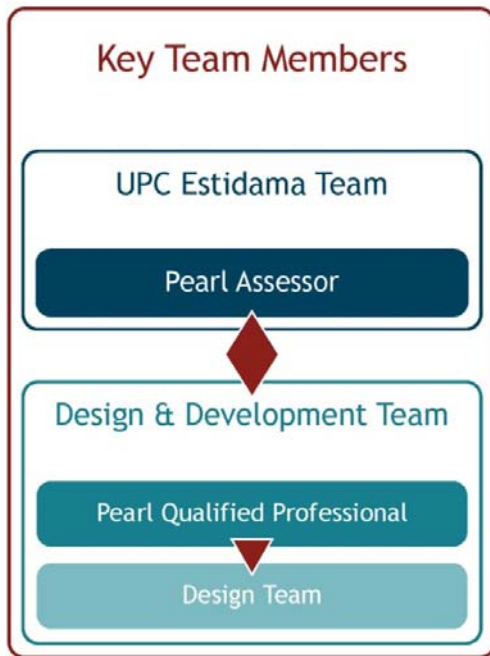 Key Team Members
UPC Estidama Team
Pearl Assessor
Design & Development Team
Pearl Qualified Professional
Design Team